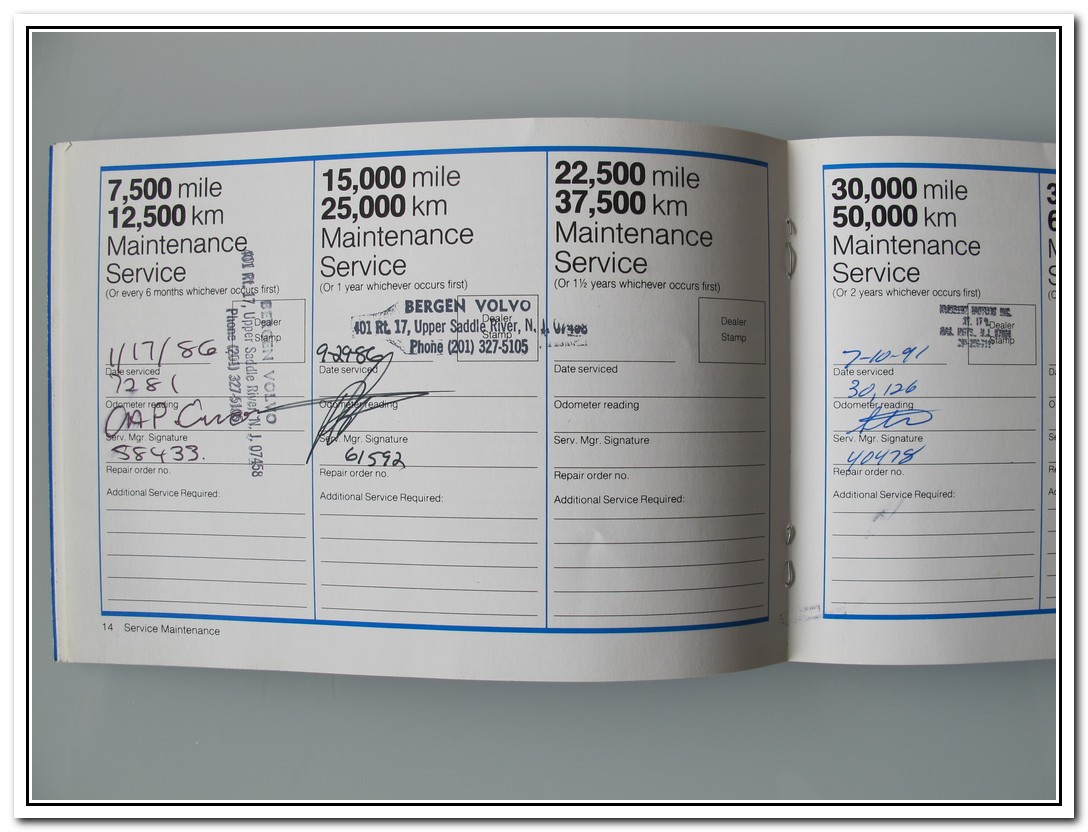 7,500 mile
12,500 km
Maintenance
Service
(Or every 6 months whichever occurs first)
Dealer
Stamp
BERGEN VOLVO
401 Rt. 17, Upper Saddle River, N. J. 07458
Phone (201) 327-5105
1/17/86
Date serviced
7281
Odometer reading
Serv. Mgr. Signature
58433.
Repair order no.
Additional Service Required:
15,000 mile
25,000 km
Maintenance
Service
(Or 1 year whichever occurs first)
BERGEN VOLVO
Dealer
401 Rt. 17, Upper Saddle River, N. J. 07458
Stamp
Phone (201) 327-5105
9-29-86
Date serviced
Odometer reading
Serv. Mgr. Signature
61592
Repair order no.
Additional Service Required:
22,500 mile
37,500 km
Maintenance
Service
(Or 1½ years whichever occurs first)
Dealer
Stamp
Date serviced
Odometer reading
Serv. Mgr. Signature
Repair order no.
Additional Service Required:
14 Service Maintenance
30,000 mile
50,000 km
Maintenance
Service
(Or 2 years whichever occurs first)
Dealer
Stamp
7-10-91
Date serviced
30,126
Odometer reading
Serv. Mgr. Signature
40478
Repair order no.
Additional Service Required: